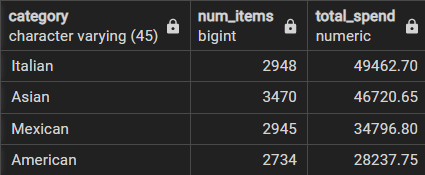 category num_items total_spend
character varying (45) bigint numeric
Italian 2948 49462.70
Asian 3470 46720.65
Mexican 2945 34796.80
American 2734 28237.75